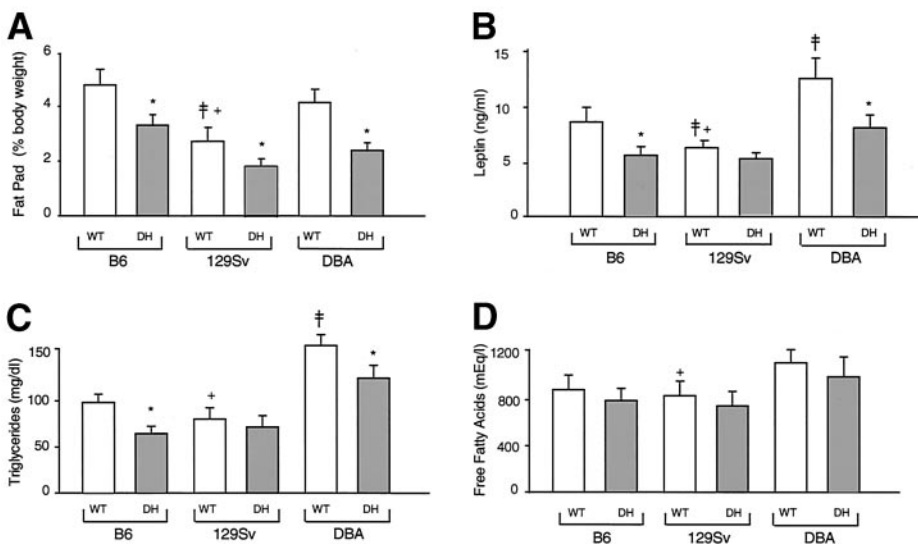 A
Fat Pad (% body weight)
6
4
2
0
*
‡ +
*
*
WT DH WT DH WT DH
B6 129Sv DBA
B
Leptin (ng/ml)
15
10
5
0
*
‡ +
‡
*
WT DH WT DH WT DH
B6 129Sv DBA
C
Triglycerides (mg/dl)
150
100
50
0
*
+
‡
*
WT DH WT DH WT DH
B6 129Sv DBA
D
Free Fatty Acids (mEq/l)
1200
800
400
0
+
WT DH WT DH WT DH
B6 129Sv DBA